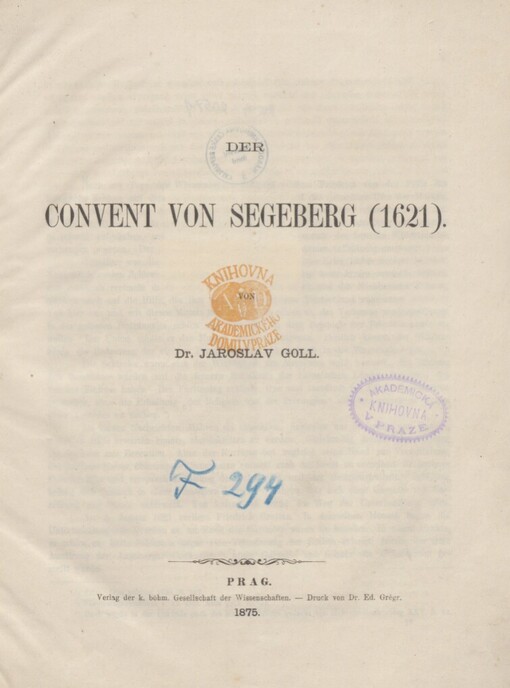 DER
CONVENT VON SEGEBERG (1621).
KNIHOVNA
VON
AKADEMICKÉHO
DOMU V PRAZE
Dr. JAROSLAV GOLL.
AKADEMICKÁ
KNIHOVNA
V PRAZE
F 294
PRAG.
Verlag der k. böhm. Gesellschaft der Wissenschaften. — Druck von Dr. Ed. Grégr.
1875.